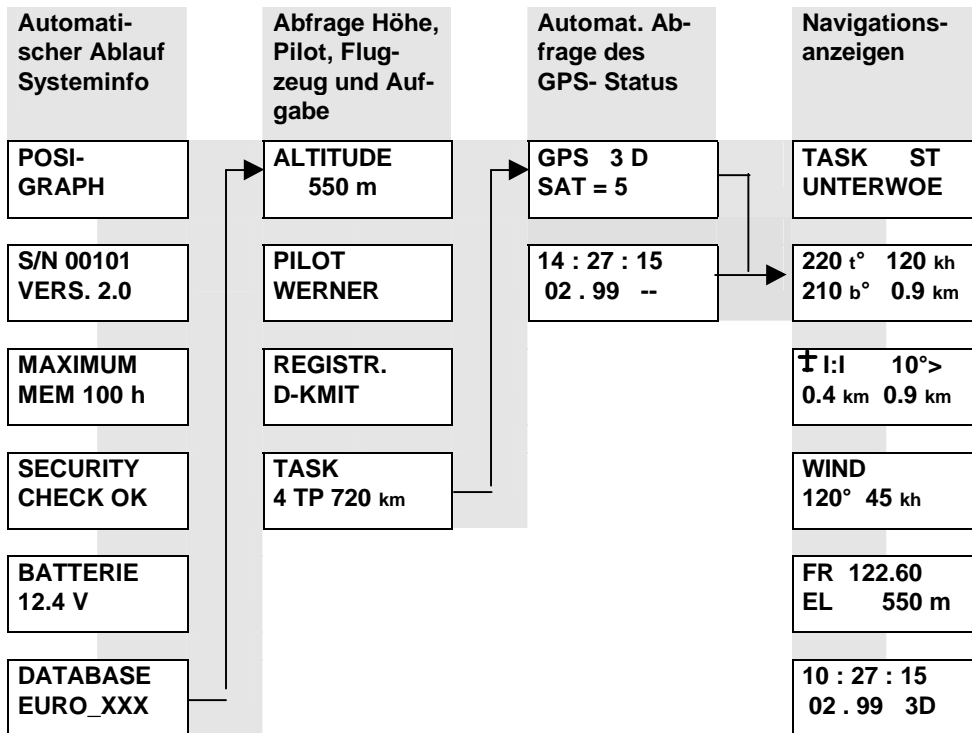 Automati-
scher Ablauf
Systeminfo
POSI-
GRAPH
S/N 00101
VERS. 2.0
MAXIMUM
MEM 100 h
SECURITY
CHECK OK
BATTERIE
12.4 V
DATABASE
EURO_XXX
Abfrage Höhe,
Pilot, Flug-
zeug und Auf-
gabe
ALTITUDE
550 m
PILOT
WERNER
REGISTR.
D-KMIT
TASK
4 TP 720 km
Automat. Ab-
frage des
GPS- Status
GPS 3 D
SAT = 5
14 : 27 : 15
02 . 99 --
Navigations-
anzeigen
TASK ST
UNTERWOE
220 t° 120 kh
210 b° 0.9 km
I:I 10°>
0.4 km 0.9 km
WIND
120° 45 kh
FR 122.60
EL 550 m
10 : 27 : 15
02 . 99 3D